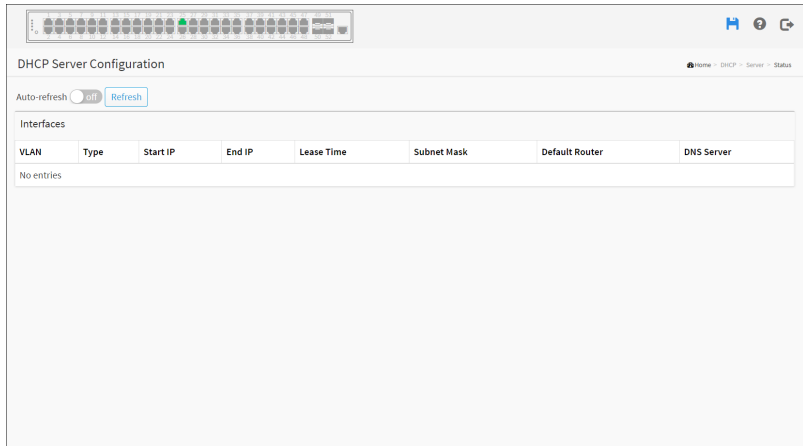 DHCP Server Configuration
Home > DHCP > Server > Status
Auto-refresh off Refresh
Interfaces
VLAN Type Start IP End IP Lease Time Subnet Mask Default Router DNS Server
No entries